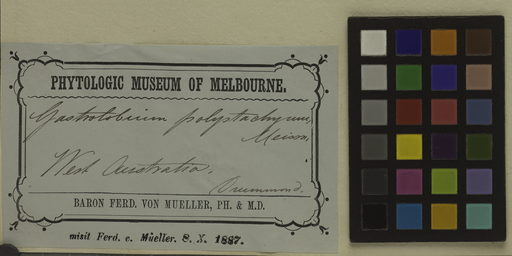 PHYTOLOGIC MUSEUM OF MELBOURNE.
Gastrolobium polystachyum,
Meissn.
West Australia.
Drummond.
BARON FERD. VON MUELLER, PH. & M.D.
misit Ferd. v. Mueller. 8. X. 1887.